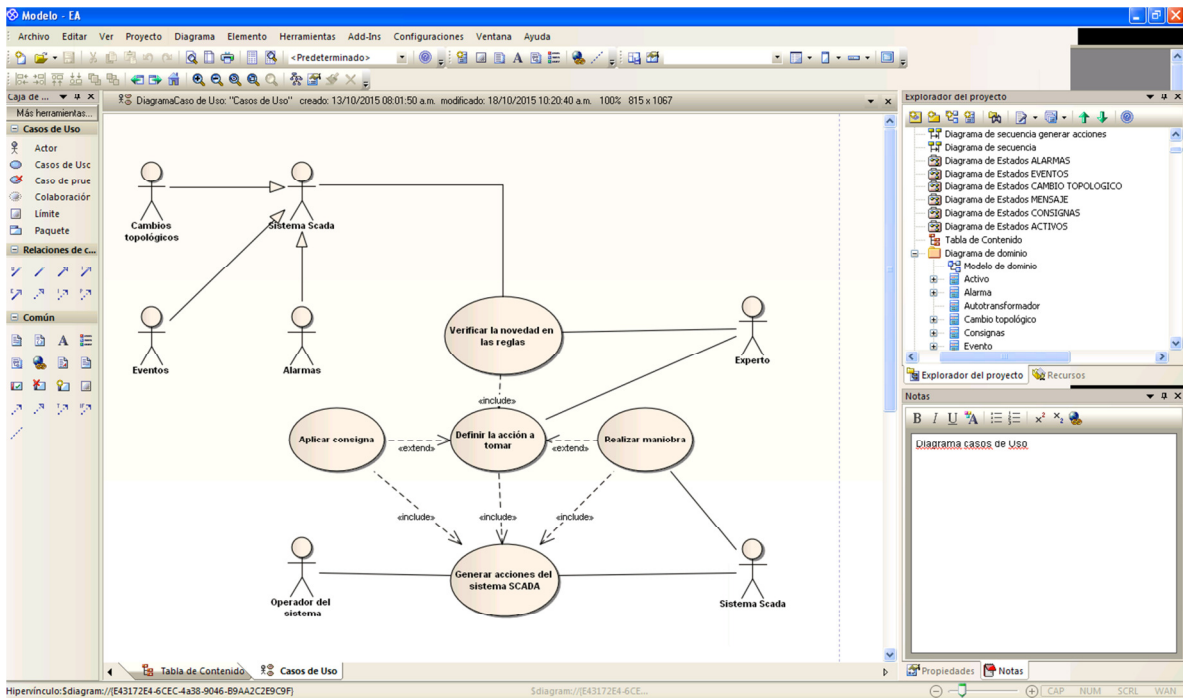 Modelo - EA
Archivo Editar Ver Proyecto Diagrama Elemento Herramientas Add-Ins Configuraciones Ventana Ayuda
<Predeterminado>
Caja de ...
Más herramientas...
Casos de Uso
Actor
Casos de Usc
Caso de prue
Colaboración
Límite
Paquete
Relaciones de c...
Común
DiagramaCaso de Uso: "Casos de Uso" creado: 13/10/2015 08:01:50 a.m. modificado: 18/10/2015 10:20:40 a.m. 100% 815 x 1067
Cambios
topológicos
Sistema Scada
Eventos
Alarmas
Verificar la novedad en
las reglas
Experto
«include»
Aplicar consigna
«extend»
Definir la acción a
tomar
«extend»
Realizar maniobra
«include»
«include»
«include»
Operador del
sistema
Generar acciones del
sistema SCADA
Sistema Scada
Tabla de Contenido
Casos de Uso
Explorador del proyecto
Diagrama de secuencia generar acciones
Diagrama de secuencia
Diagrama de Estados ALARMAS
Diagrama de Estados EVENTOS
Diagrama de Estados CAMBIO TOPOLOGICO
Diagrama de Estados MENSAJE
Diagrama de Estados CONSIGNAS
Diagrama de Estados ACTIVOS
Tabla de Contenido
Diagrama de dominio
Modelo de dominio
Activo
Alarma
Autotransformador
Cambio topológico
Consignas
Evento
Explorador del proyecto
Recursos
Notas
B I U A x² x₂
Diagrama casos de Uso
Propiedades
Notas
Hipervínculo:$diagram://{E43172E4-6CEC-4a38-9046-B9AA2C2E9C9F}
$diagram://{E43172E4-6CE...
CAP NUM SCRL WAN